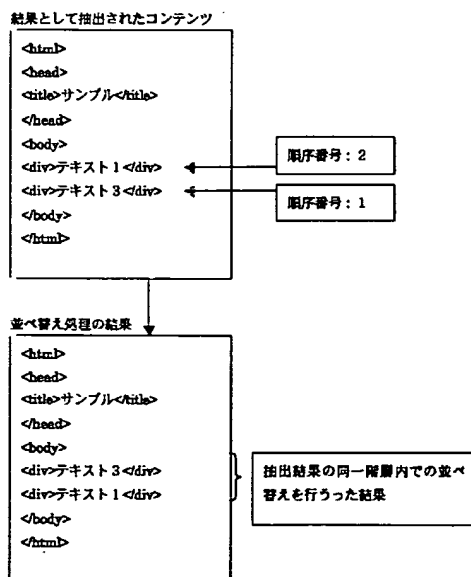 結果として抽出されたコンテンツ
<html>
<head>
<title>サンプル</title>
</head>
<body>
<div>テキスト1</div>
順序番号：2
<div>テキスト3</div>
順序番号：1
</body>
</html>
並べ替え処理の結果
<html>
<head>
<title>サンプル</title>
</head>
<body>
<div>テキスト3</div>
<div>テキスト1</div>
</body>
</html>
抽出結果の同一階層内での並べ
替えを行うった結果